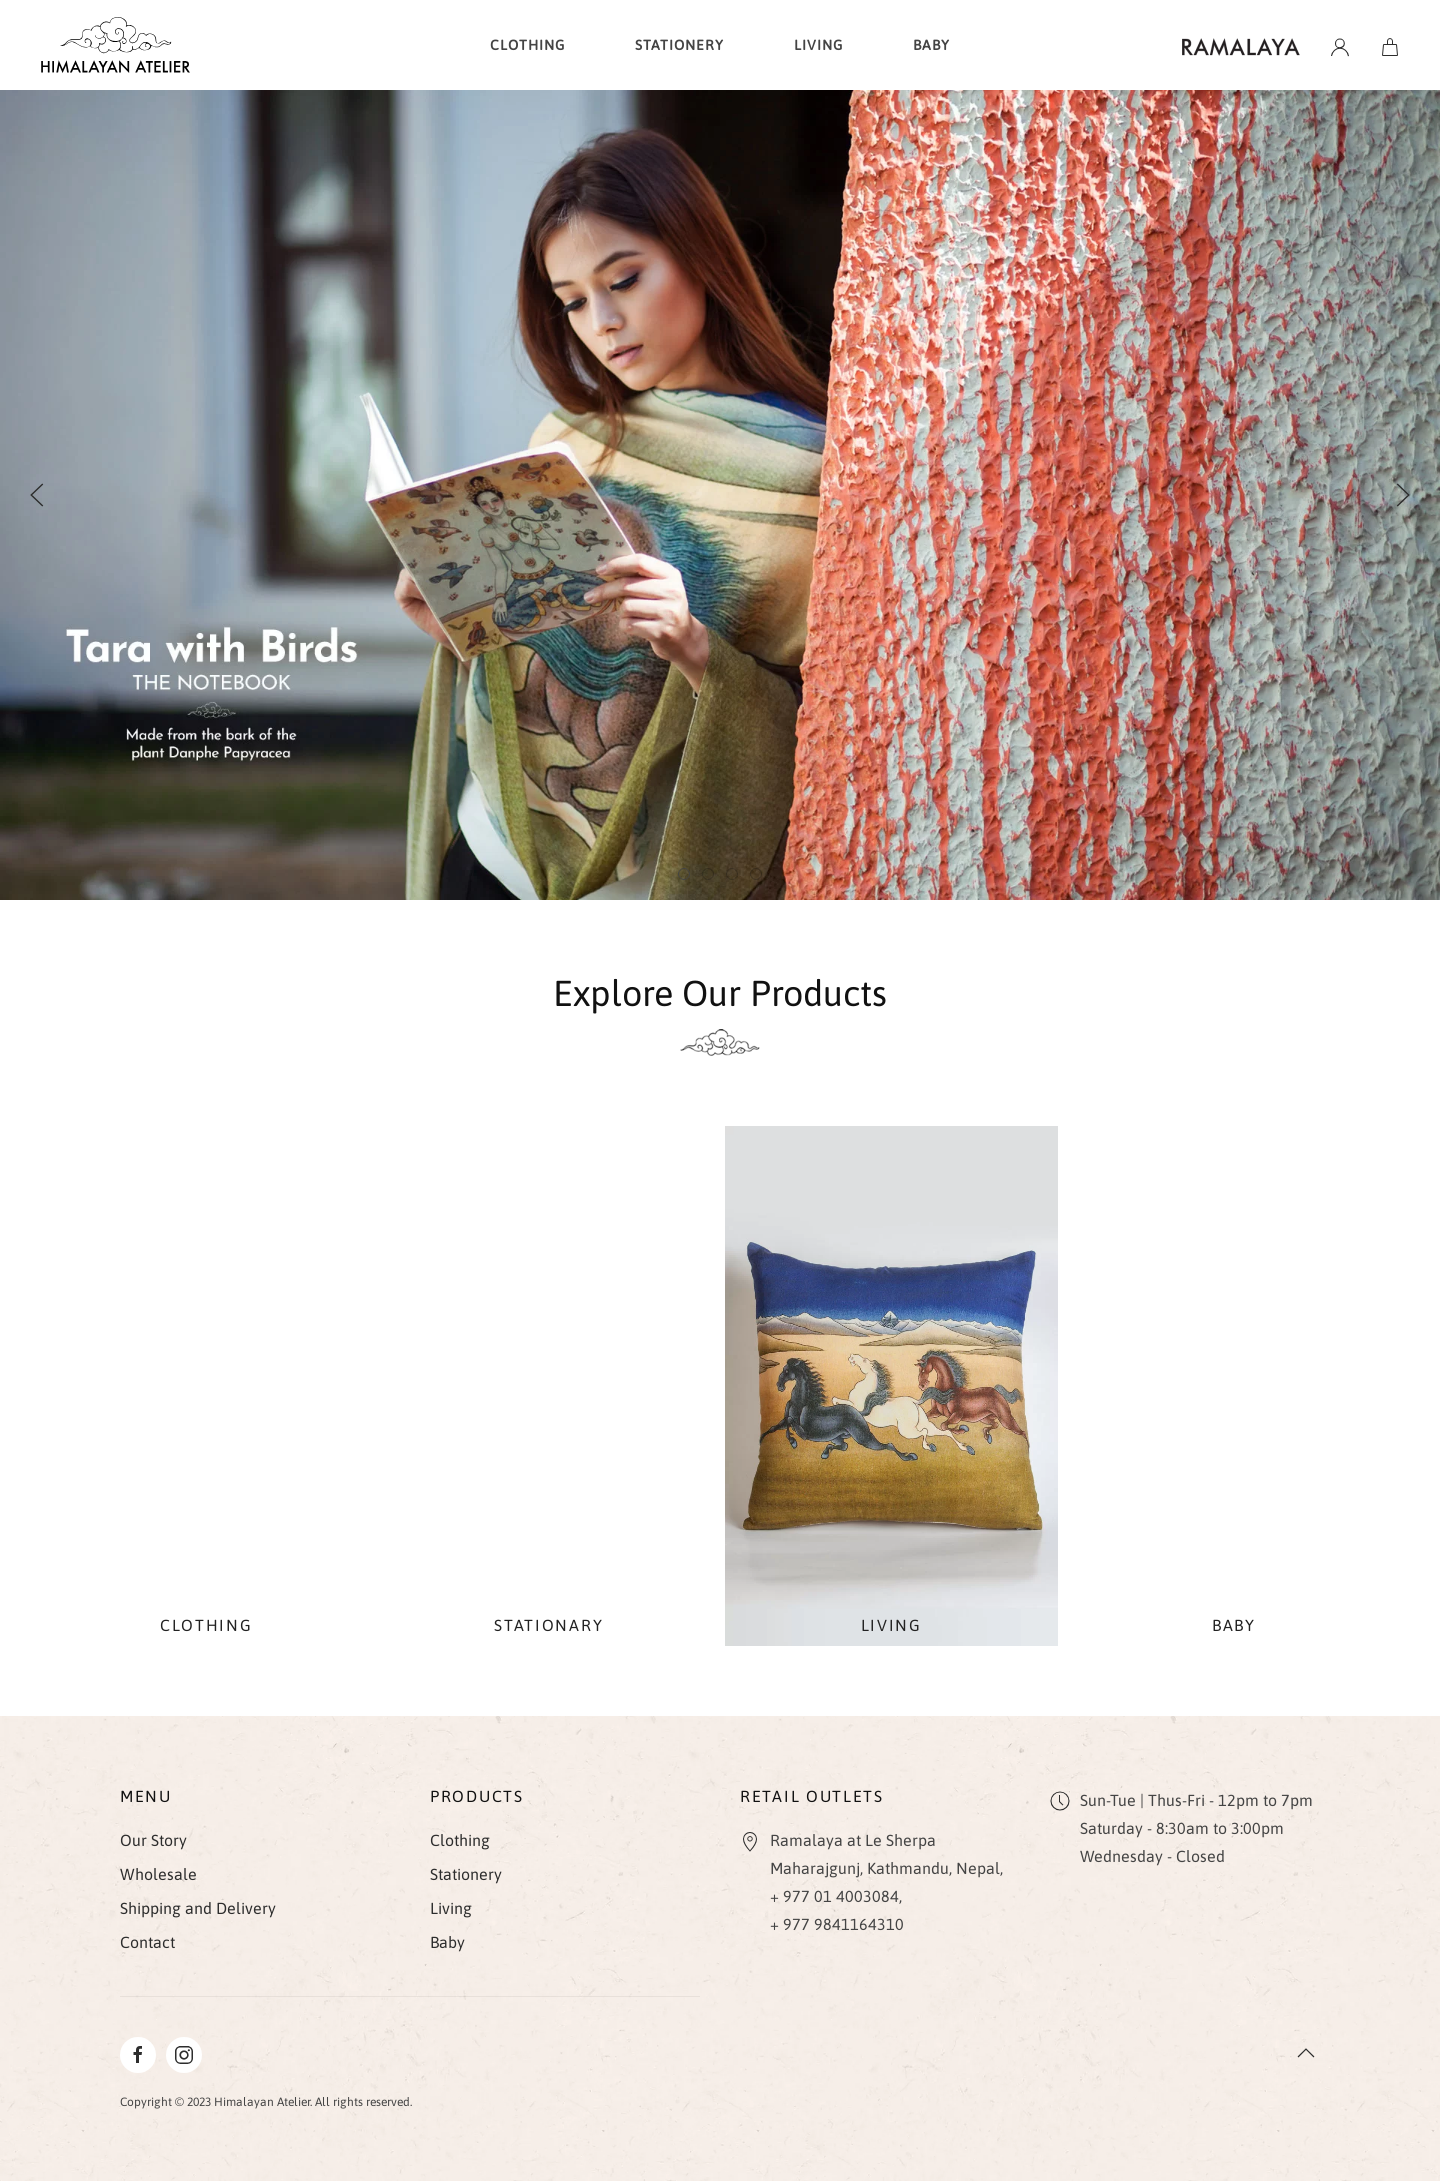 HIMALAYAN ATELIER
CLOTHING
STATIONERY
LIVING
BABY
RAMALAYA
Tara with Birds
THE NOTEBOOK
Made from the bark of the
plant Danphe Papyracea
Explore Our Products
CLOTHING
STATIONARY
LIVING
BABY
MENU
Our Story
Wholesale
Shipping and Delivery
Contact
PRODUCTS
Clothing
Stationery
Living
Baby
RETAIL OUTLETS
Ramalaya at Le Sherpa
Maharajgunj, Kathmandu, Nepal,
+ 977 01 4003084,
+ 977 9841164310
Sun-Tue | Thus-Fri - 12pm to 7pm
Saturday - 8:30am to 3:00pm
Wednesday - Closed
Copyright © 2023 Himalayan Atelier. All rights reserved.